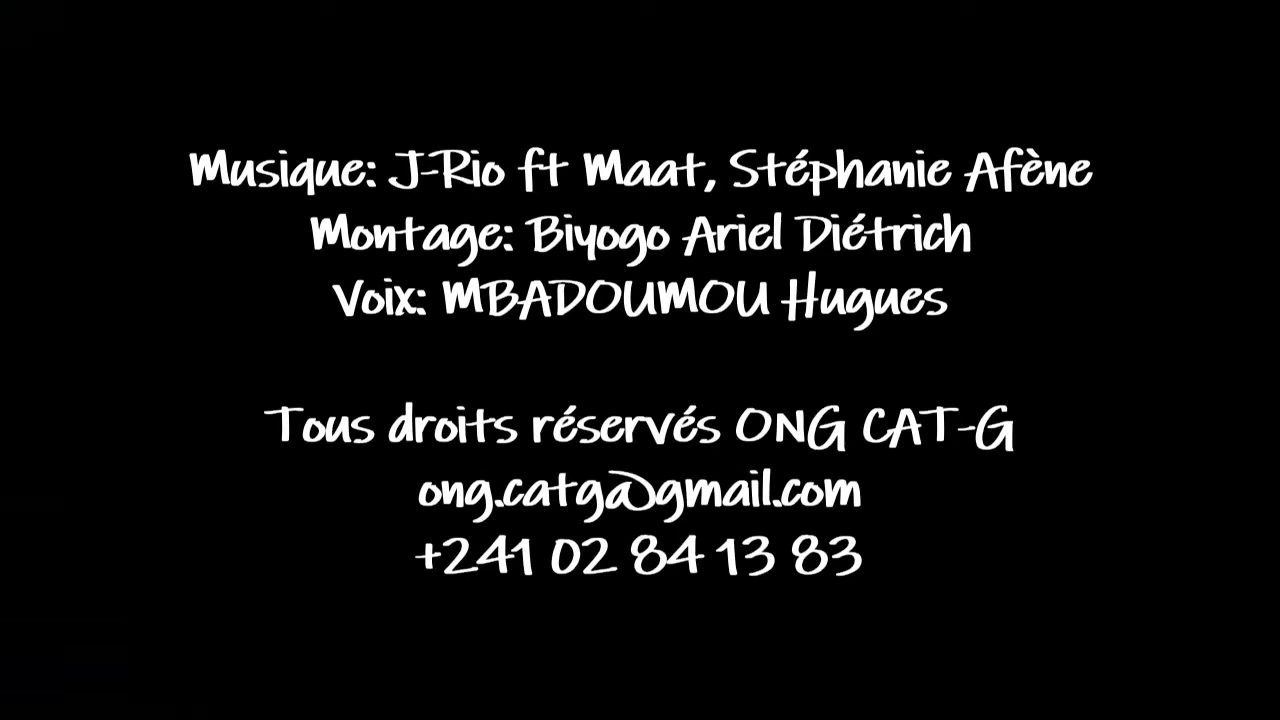 Musique: J-Rio ft Maat, Stéphanie Afène
Montage: Biyogo Ariel Diétrich
Voix: MBADOUMOU Hugues
Tous droits réservés ONG CAT-G
ong.catg@gmail.com
+241 02 84 13 83